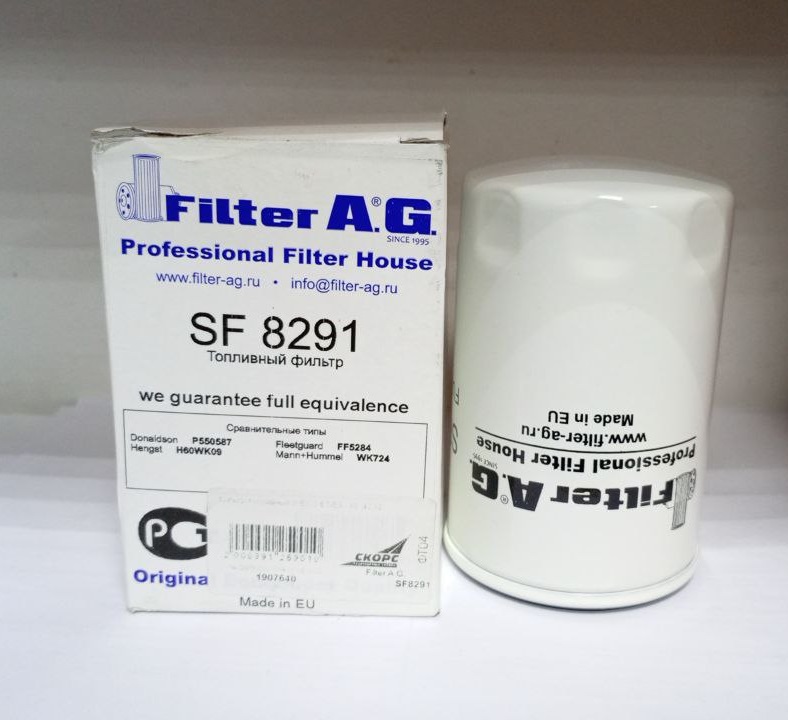 Filter A.G.®
SINCE 1995
Professional Filter House
www.filter-ag.ru • info@filter-ag.ru
SF 8291
Топливный фильтр
we guarantee full equivalence
Сравнительные типы
Donaldson P550587 Fleetguard FF5284
Hengst H60WK09 Mann+Hummel WK724
СКОРС
ФТ04
Filter A.G.
1907640
SF8291
Origina
Made in EU
Filter A.G.®
SINCE 1995
Professional Filter House
www.filter-ag.ru
Made in EU